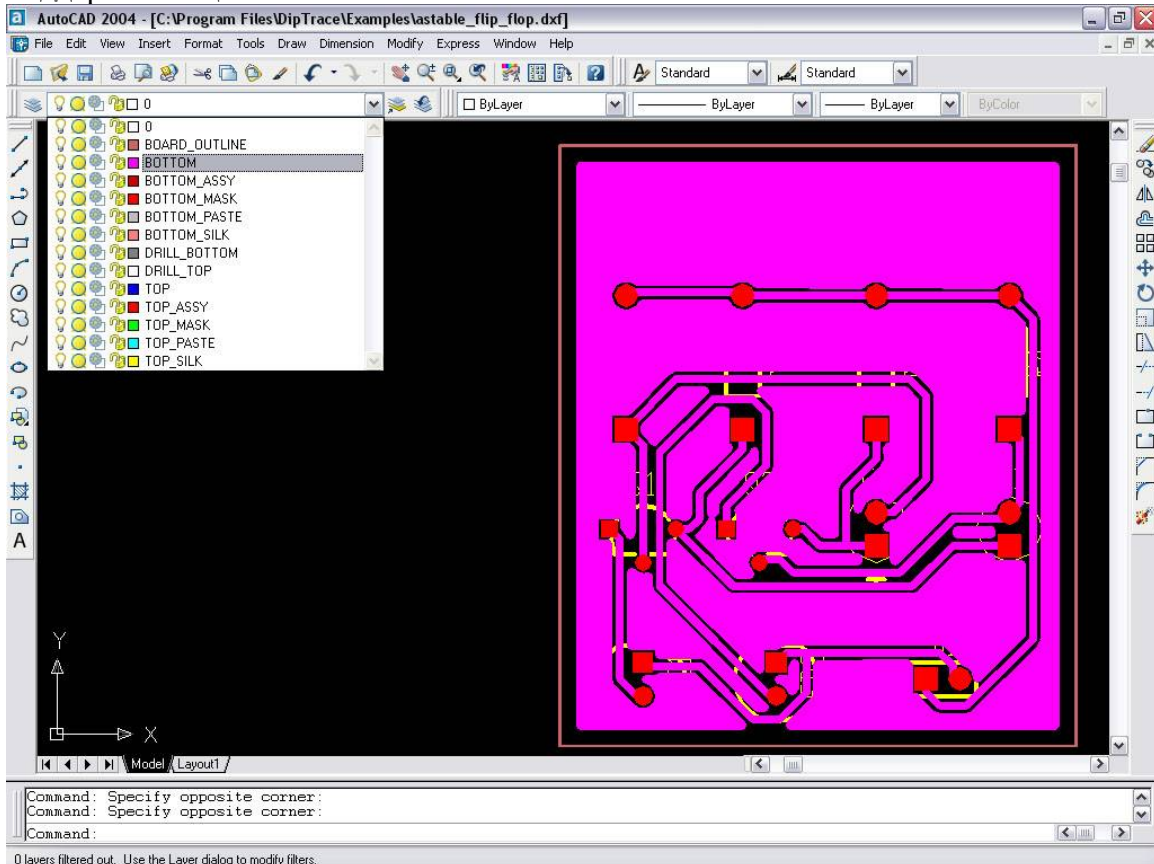 AutoCAD 2004 - [C:\Program Files\DipTrace\Examples\astable_flip_flop.dxf]
File Edit View Insert Format Tools Draw Dimension Modify Express Window Help
Standard Standard
0 ByLayer ByLayer ByLayer ByColor
0
BOARD_OUTLINE
BOTTOM
BOTTOM_ASSY
BOTTOM_MASK
BOTTOM_PASTE
BOTTOM_SILK
DRILL_BOTTOM
DRILL_TOP
TOP
TOP_ASSY
TOP_MASK
TOP_PASTE
TOP_SILK
A
Y
X
Model Layout1
Command: Specify opposite corner:
Command: Specify opposite corner:
Command:
0 layers filtered out. Use the Layer dialog to modify filters.